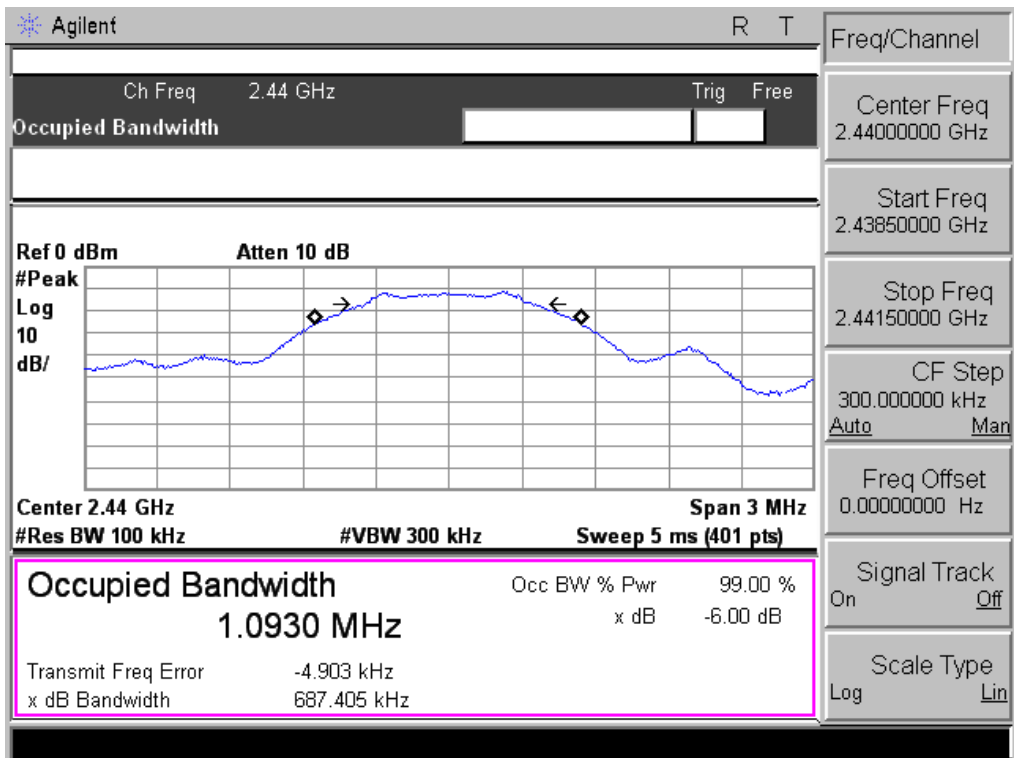 Agilent R T
Ch Freq 2.44 GHz Trig Free
Occupied Bandwidth
Ref 0 dBm Atten 10 dB
#Peak
Log
10
dB/
Center 2.44 GHz Span 3 MHz
#Res BW 100 kHz #VBW 300 kHz Sweep 5 ms (401 pts)
Occupied Bandwidth
1.0930 MHz
Occ BW % Pwr 99.00 %
x dB -6.00 dB
Transmit Freq Error -4.903 kHz
x dB Bandwidth 687.405 kHz
Freq/Channel
Center Freq
2.44000000 GHz
Start Freq
2.43850000 GHz
Stop Freq
2.44150000 GHz
CF Step
300.000000 kHz
Auto Man
Freq Offset
0.00000000 Hz
Signal Track
On Off
Scale Type
Log Lin